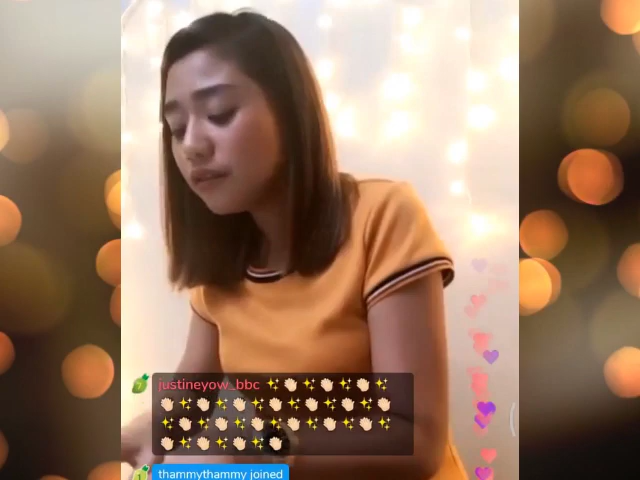 justineyow_bbc ✨👏🏻✨👏🏻✨👏🏻✨
👏🏻✨👏🏻✨👏🏻✨👏🏻✨👏🏻✨👏🏻✨👏🏻
✨👏🏻✨👏🏻✨👏🏻✨👏🏻✨👏🏻✨👏🏻✨
👏🏻✨👏🏻✨👏🏻✨👏🏻
thammythammy joined